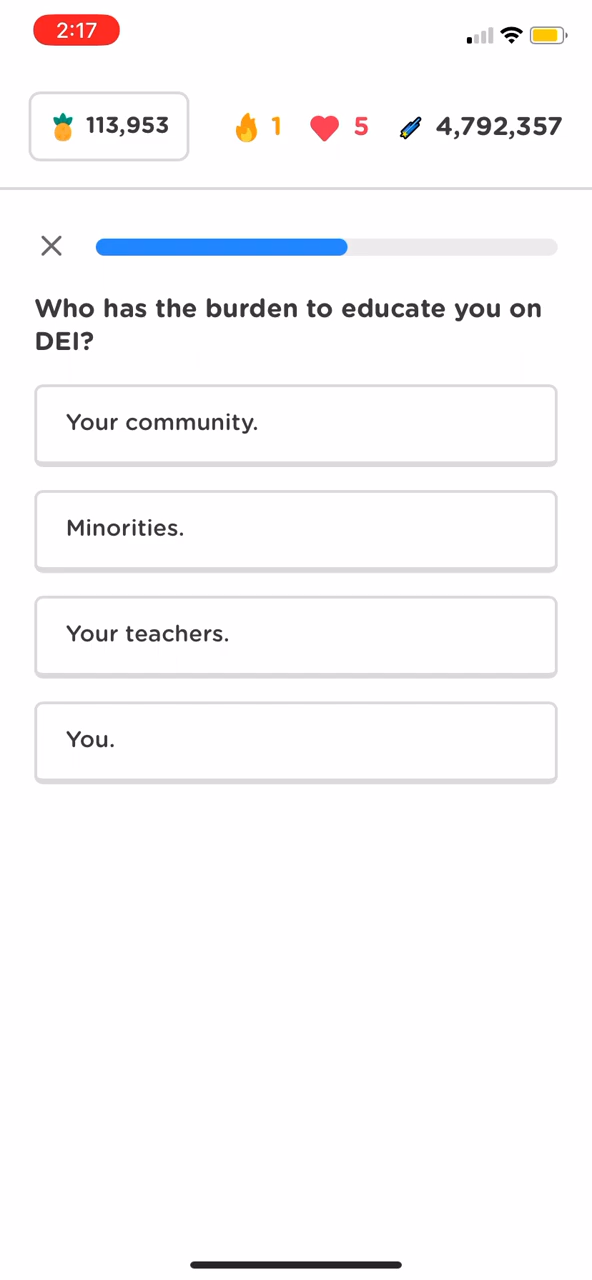 2:17
113,953 1 5 4,792,357
Who has the burden to educate you on
DEI?
Your community.
Minorities.
Your teachers.
You.